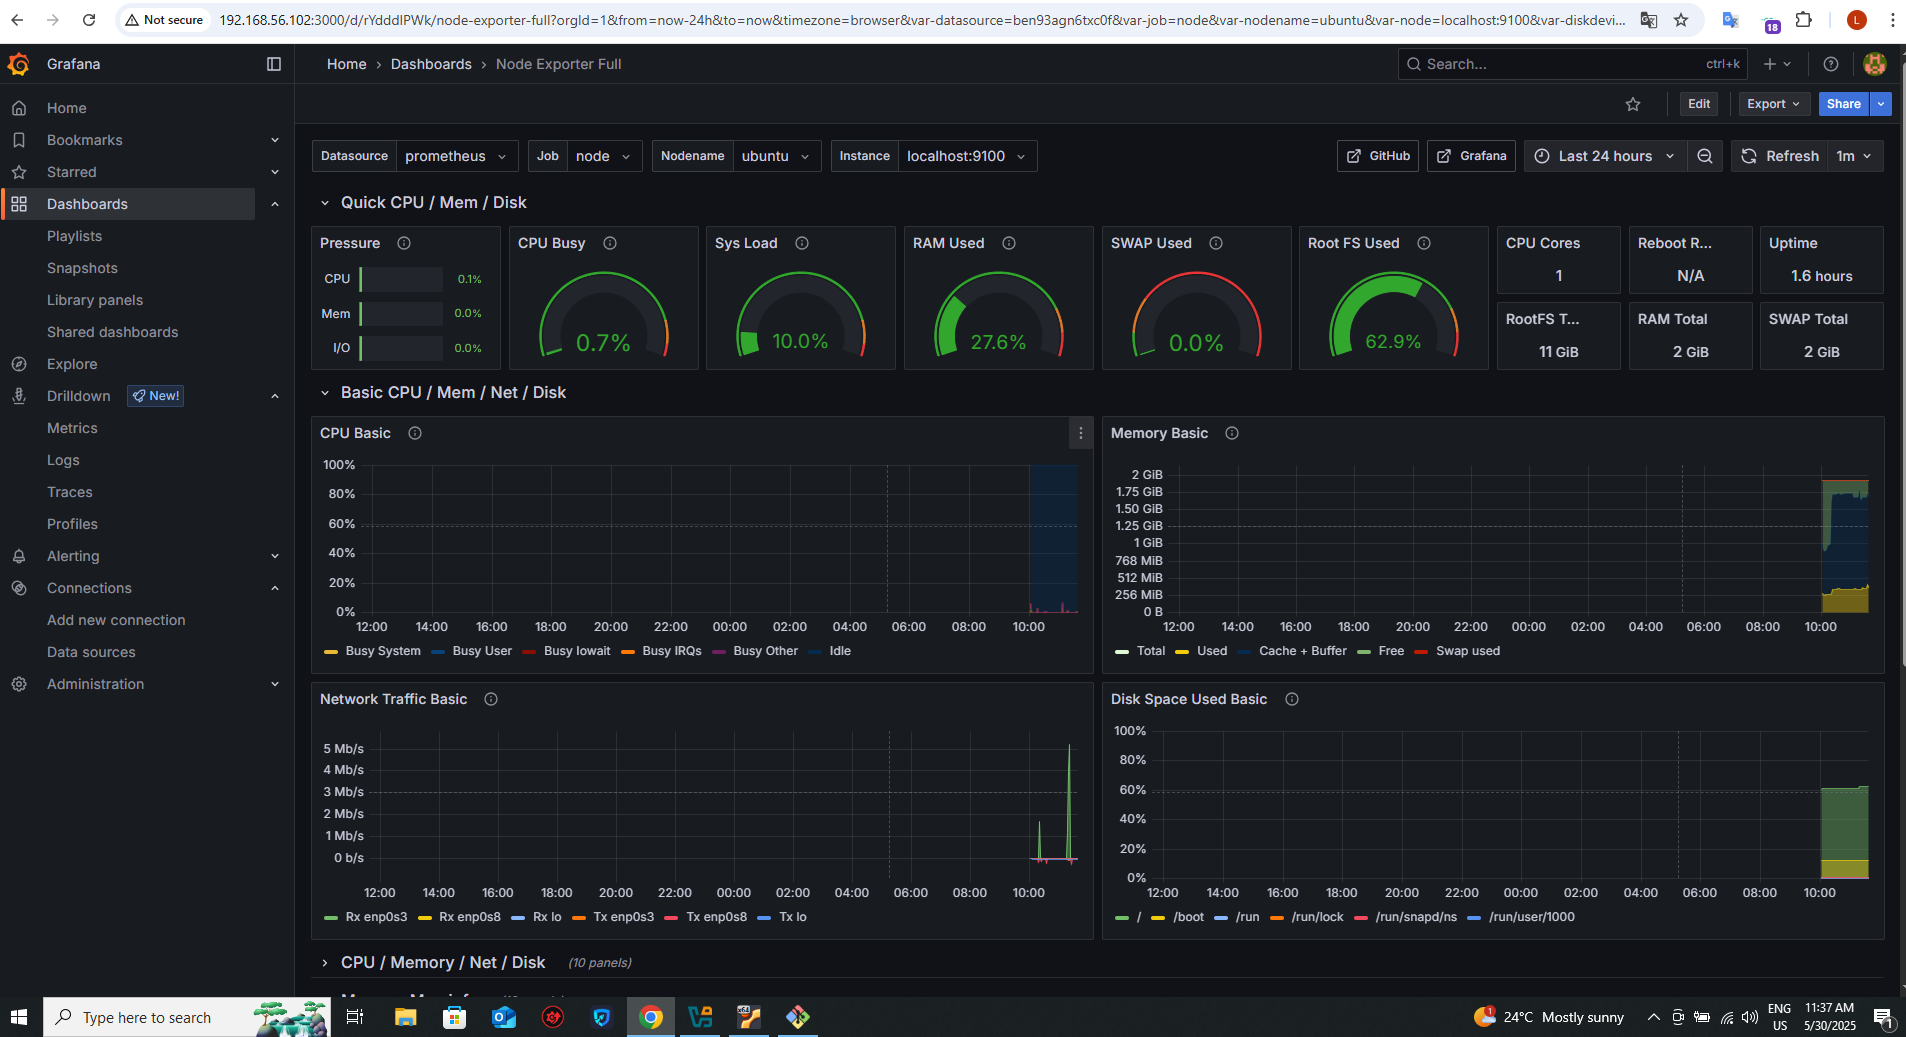 Not secure 192.168.56.102:3000/d/rYdddlPWk/node-exporter-full?orgId=1&from=now-24h&to=now&timezone=browser&var-datasource=ben93agn6txc0f&var-job=node&var-nodename=ubuntu&var-node=localhost:9100&var-diskdevi... 18 L
Grafana Home › Dashboards › Node Exporter Full Search... ctrl+k
Edit Export Share
Home
Bookmarks
Starred
Dashboards
Playlists
Snapshots
Library panels
Shared dashboards
Explore
Drilldown New!
Metrics
Logs
Traces
Profiles
Alerting
Connections
Add new connection
Data sources
Administration
Datasource prometheus Job node Nodename ubuntu Instance localhost:9100 GitHub Grafana Last 24 hours Refresh 1m
Quick CPU / Mem / Disk
Pressure
CPU 0.1%
Mem 0.0%
I/O 0.0%
CPU Busy
0.7%
Sys Load
10.0%
RAM Used
27.6%
SWAP Used
0.0%
Root FS Used
62.9%
CPU Cores
1
Reboot R...
N/A
Uptime
1.6 hours
RootFS T...
11 GiB
RAM Total
2 GiB
SWAP Total
2 GiB
Basic CPU / Mem / Net / Disk
CPU Basic
100%
80%
60%
40%
20%
0%
12:00 14:00 16:00 18:00 20:00 22:00 00:00 02:00 04:00 06:00 08:00 10:00
Busy System Busy User Busy Iowait Busy IRQs Busy Other Idle
Memory Basic
2 GiB
1.75 GiB
1.50 GiB
1.25 GiB
1 GiB
768 MiB
512 MiB
256 MiB
0 B
12:00 14:00 16:00 18:00 20:00 22:00 00:00 02:00 04:00 06:00 08:00 10:00
Total Used Cache + Buffer Free Swap used
Network Traffic Basic
5 Mb/s
4 Mb/s
3 Mb/s
2 Mb/s
1 Mb/s
0 b/s
12:00 14:00 16:00 18:00 20:00 22:00 00:00 02:00 04:00 06:00 08:00 10:00
Rx enp0s3 Rx enp0s8 Rx lo Tx enp0s3 Tx enp0s8 Tx lo
Disk Space Used Basic
100%
80%
60%
40%
20%
0%
12:00 14:00 16:00 18:00 20:00 22:00 00:00 02:00 04:00 06:00 08:00 10:00
/ /boot /run /run/lock /run/snapd/ns /run/user/1000
CPU / Memory / Net / Disk (10 panels)
Type here to search
1 24°C Mostly sunny
ENG
US
11:37 AM
5/30/2025
1